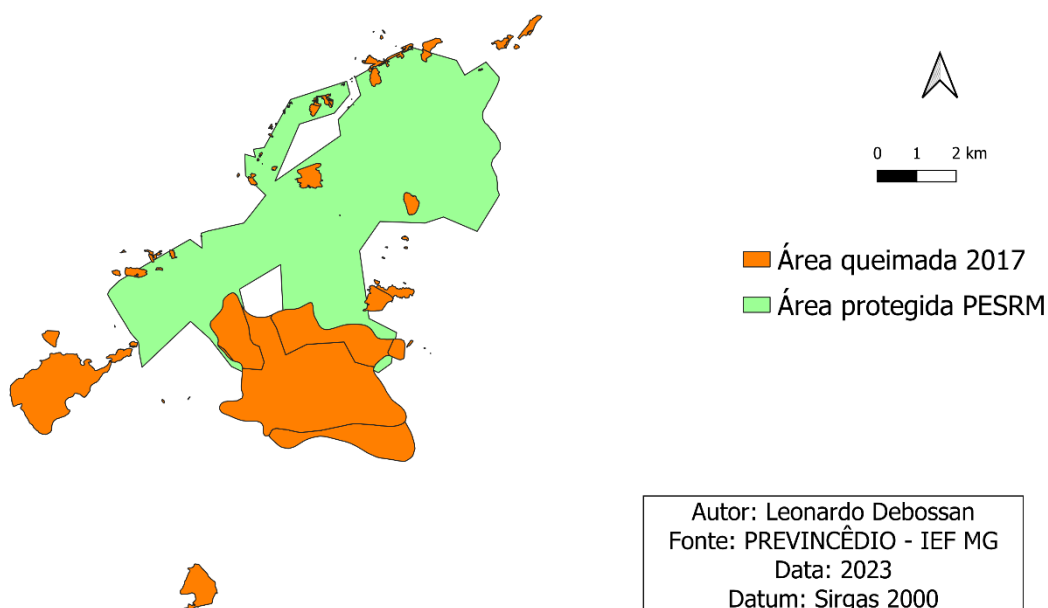 0 1 2 km
Área queimada 2017
Área protegida PESRM
Autor: Leonardo Debossan
Fonte: PREVINCÊDIO - IEF MG
Data: 2023
Datum: Sirgas 2000